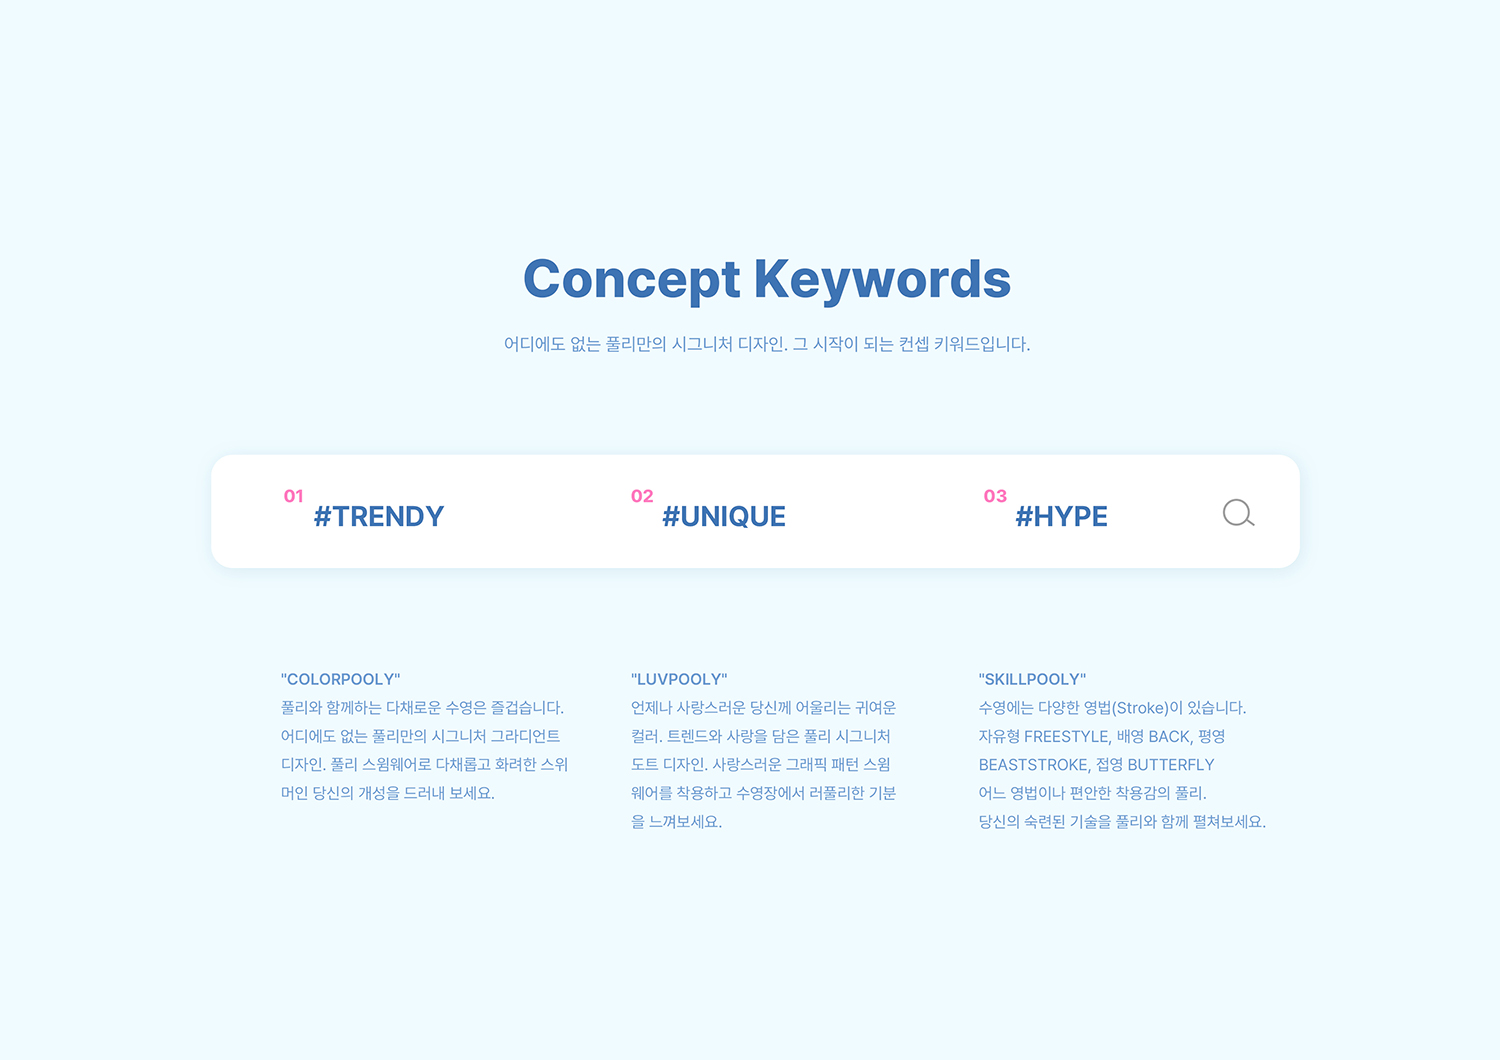 Concept Keywords
어디에도 없는 풀리만의 시그니처 디자인. 그 시작이 되는 컨셉 키워드입니다.
01 #TRENDY
02 #UNIQUE
03 #HYPE
"COLORPOOLY"
풀리와 함께하는 다채로운 수영은 즐겁습니다.
어디에도 없는 풀리만의 시그니처 그라디언트
디자인. 풀리 스윔웨어로 다채롭고 화려한 스위
머인 당신의 개성을 드러내 보세요.
"LUVPOOLY"
언제나 사랑스러운 당신께 어울리는 귀여운
컬러. 트렌드와 사랑을 담은 풀리 시그니처
도트 디자인. 사랑스러운 그래픽 패턴 스윔
웨어를 착용하고 수영장에서 러풀리한 기분
을 느껴보세요.
"SKILLPOOLY"
수영에는 다양한 영법(Stroke)이 있습니다.
자유형 FREESTYLE, 배영 BACK, 평영
BEASTSTROKE, 접영 BUTTERFLY
어느 영법이나 편안한 착용감의 풀리.
당신의 숙련된 기술을 풀리와 함께 펼쳐보세요.